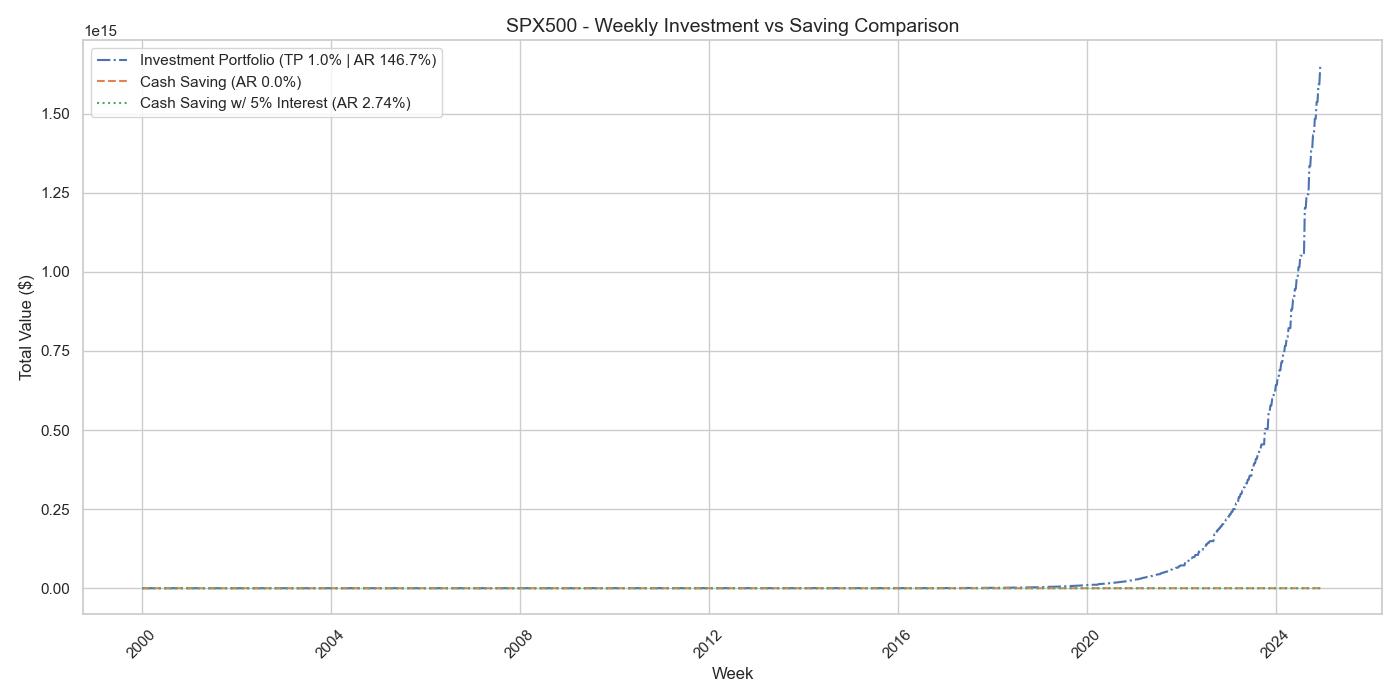 SPX500 - Weekly Investment vs Saving Comparison
1e15
Investment Portfolio (TP 1.0% | AR 146.7%)
Cash Saving (AR 0.0%)
Cash Saving w/ 5% Interest (AR 2.74%)
Total Value ($)
1.50
1.25
1.00
0.75
0.50
0.25
0.00
2000
2004
2008
2012
2016
2020
2024
Week